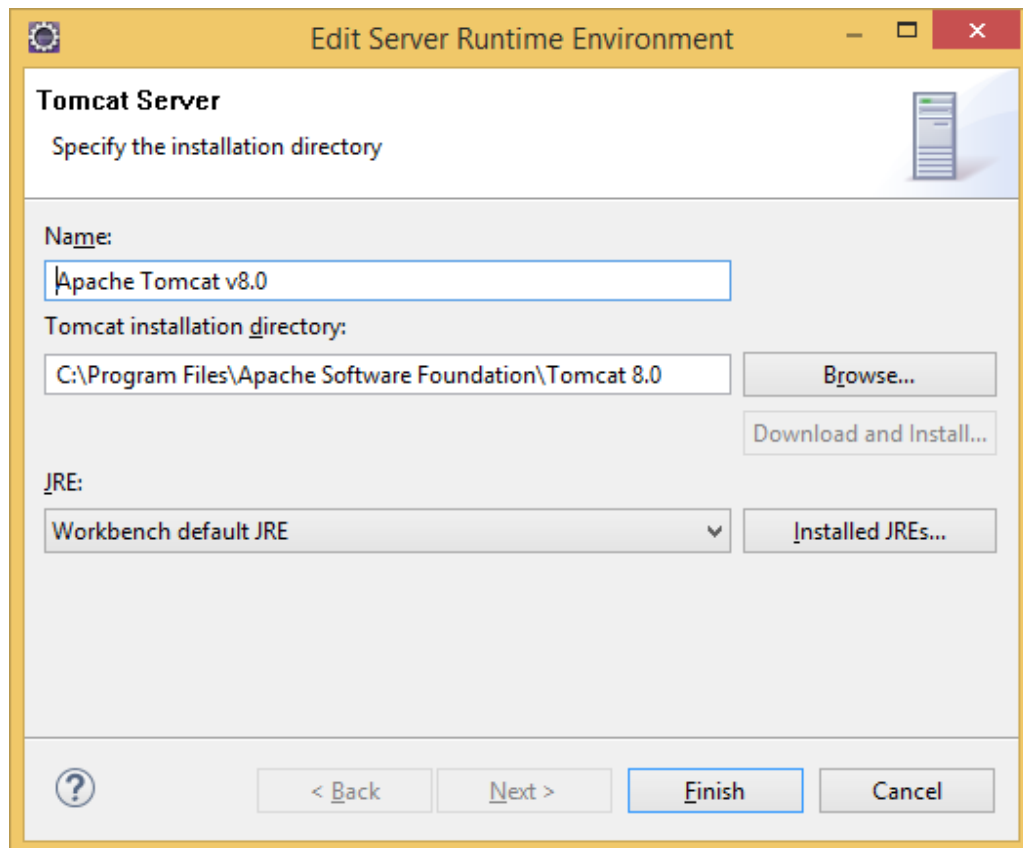 Edit Server Runtime Environment
Tomcat Server
Specify the installation directory
Name:
Apache Tomcat v8.0
Tomcat installation directory:
C:\Program Files\Apache Software Foundation\Tomcat 8.0
Browse...
Download and Install...
JRE:
Workbench default JRE
Installed JREs...
?
< Back
Next >
Finish
Cancel